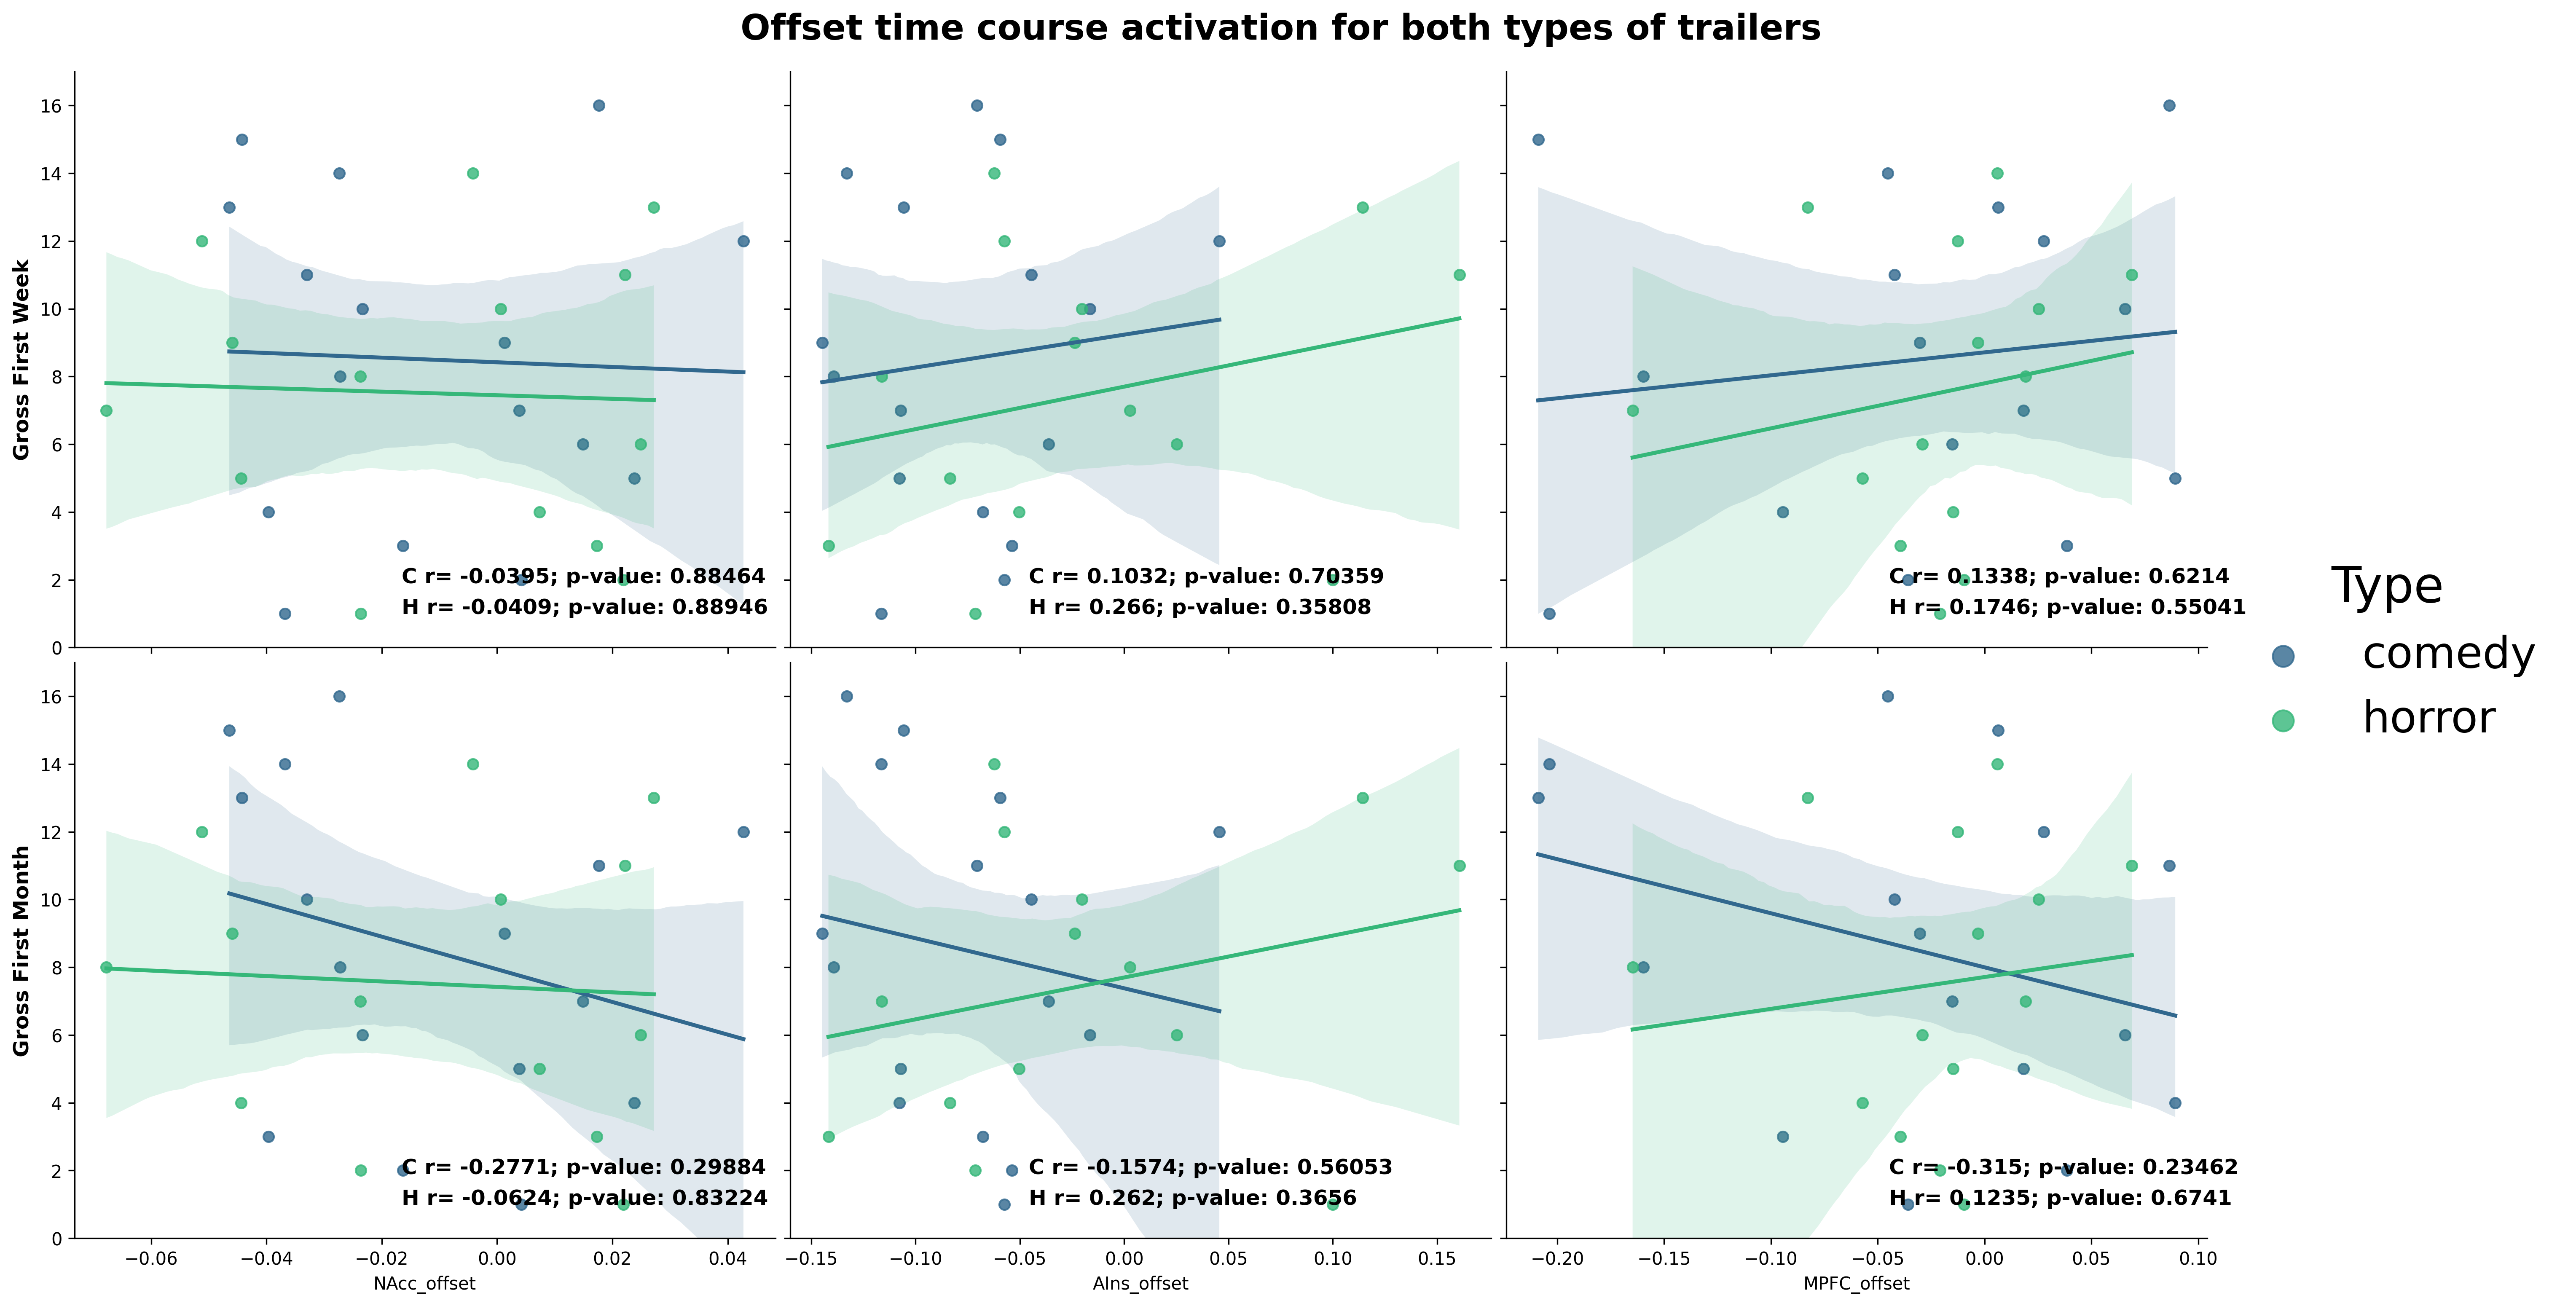 Offset time course activation for both types of trailers
16
14
12
10
8
6
4
2
0
Gross First Week
C r= -0.0395; p-value: 0.88464
H r= -0.0409; p-value: 0.88946
C r= 0.1032; p-value: 0.70359
H r= 0.266; p-value: 0.35808
C r= 0.1338; p-value: 0.6214
H r= 0.1746; p-value: 0.55041
Type
comedy
horror
16
14
12
10
8
6
4
2
0
Gross First Month
C r= -0.2771; p-value: 0.29884
H r= -0.0624; p-value: 0.83224
C r= -0.1574; p-value: 0.56053
H r= 0.262; p-value: 0.3656
C r= -0.315; p-value: 0.23462
H r= 0.1235; p-value: 0.6741
−0.06 −0.04 −0.02 0.00 0.02 0.04
NAcc_offset
−0.15 −0.10 −0.05 0.00 0.05 0.10 0.15
AIns_offset
−0.20 −0.15 −0.10 −0.05 0.00 0.05 0.10
MPFC_offset